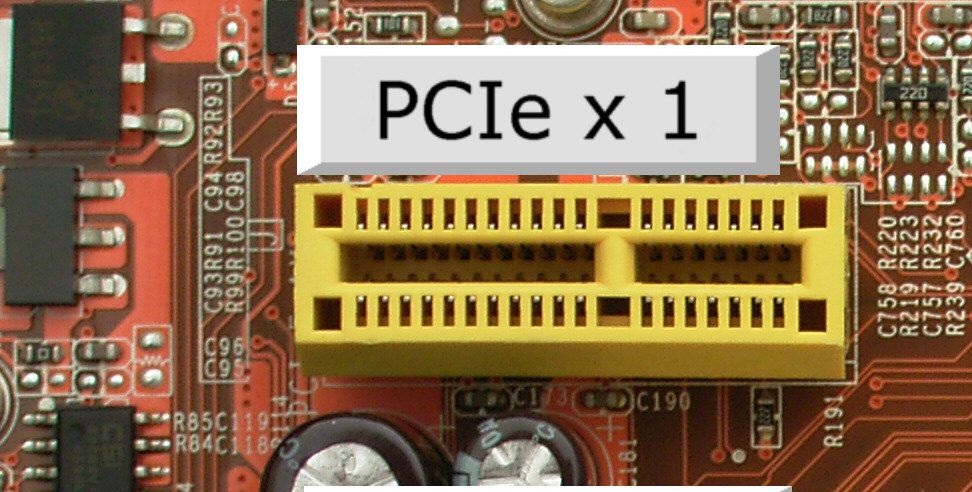 PCIe x 1
C94 R92 R93
C93 R91 C98
R99 R100
C96
C95
R85 C119
R84 C118
C173
C190
C181
R191
220
C758 R220
R219 R223
C757 R232
R239 C760